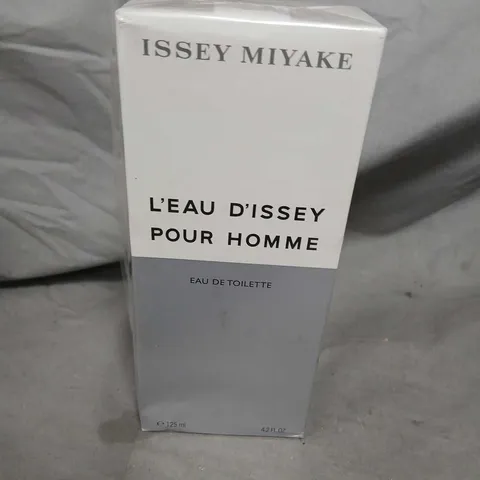 ISSEY MIYAKE
L'EAU D'ISSEY
POUR HOMME
EAU DE TOILETTE
125 ml 4.2 FL OZ